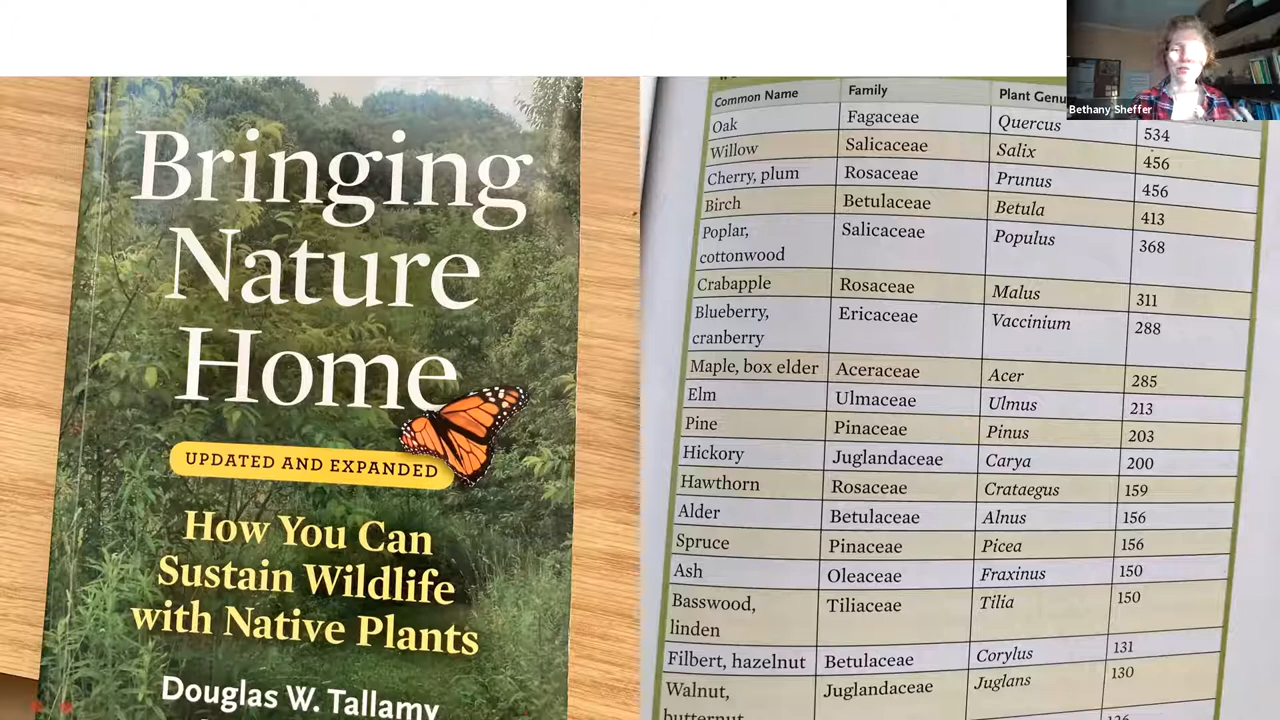 Bringing
Nature
Home
UPDATED AND EXPANDED
How You Can
Sustain Wildlife
with Native Plants
Douglas W. Tallamy
Bethany Sheffer
Common Name Family Plant
Oak Fagaceae Quercus 534
Willow Salicaceae Salix 456
Cherry, plum Rosaceae Prunus 456
Birch Betulaceae Betula 413
Poplar,
cottonwood Salicaceae Populus 368
Crabapple Rosaceae Malus 311
Blueberry,
cranberry Ericaceae Vaccinium 288
Maple, box elder Aceraceae Acer 285
Elm Ulmaceae Ulmus 213
Pine Pinaceae Pinus 203
Hickory Juglandaceae Carya 200
Hawthorn Rosaceae Crataegus 159
Alder Betulaceae Alnus 156
Spruce Pinaceae Picea 156
Ash Oleaceae Fraxinus 150
Basswood,
linden Tiliaceae Tilia 150
Filbert, hazelnut Betulaceae Corylus 131
Walnut,
butternut Juglandaceae Juglans 130